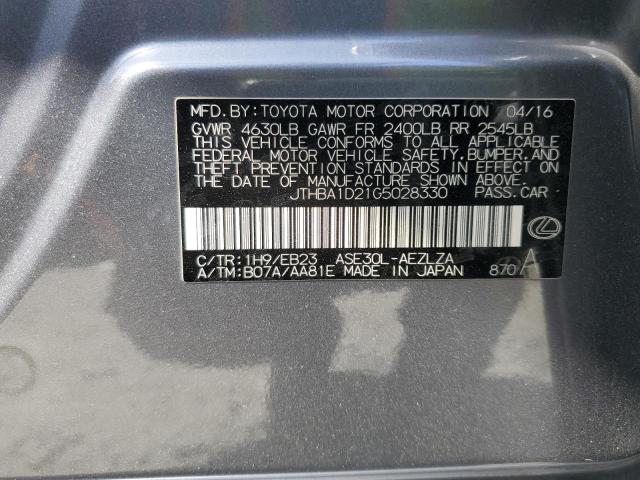 MFD. BY: TOYOTA MOTOR CORPORATION 04/16
GVWR 4630LB GAWR FR 2400LB RR 2545LB
THIS VEHICLE CONFORMS TO ALL APPLICABLE
FEDERAL MOTOR VEHICLE SAFETY, BUMPER, AND
THEFT PREVENTION STANDARDS IN EFFECT ON
THE DATE OF MANUFACTURE SHOWN ABOVE.
JTHBA1D21G5028330 PASS. CAR
C/TR: 1H9/EB23 ASE30L-AEZLZA
A/TM: B07A/AA81E MADE IN JAPAN 870 A